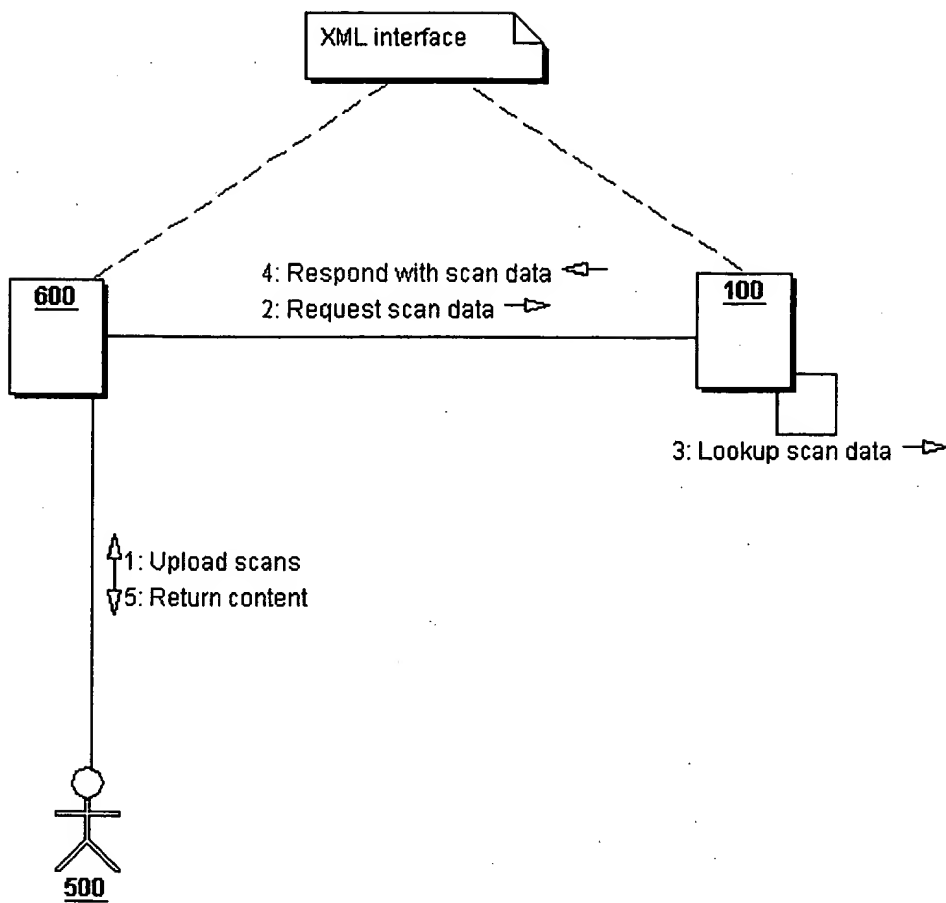 XML interface
4: Respond with scan data
2: Request scan data
600
100
3: Lookup scan data
1: Upload scans
5: Return content
500